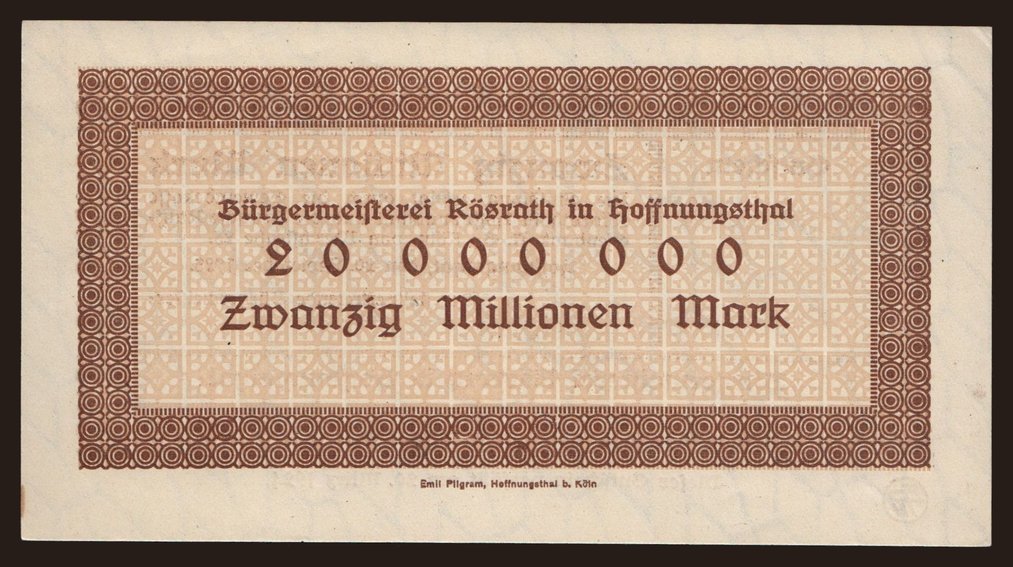 Bürgermeisterei Rösrath in Hoffnungsthal
20 000 000
Zwanzig Millionen Mark
Emil Pilgram, Hoffnungsthal b. Köln